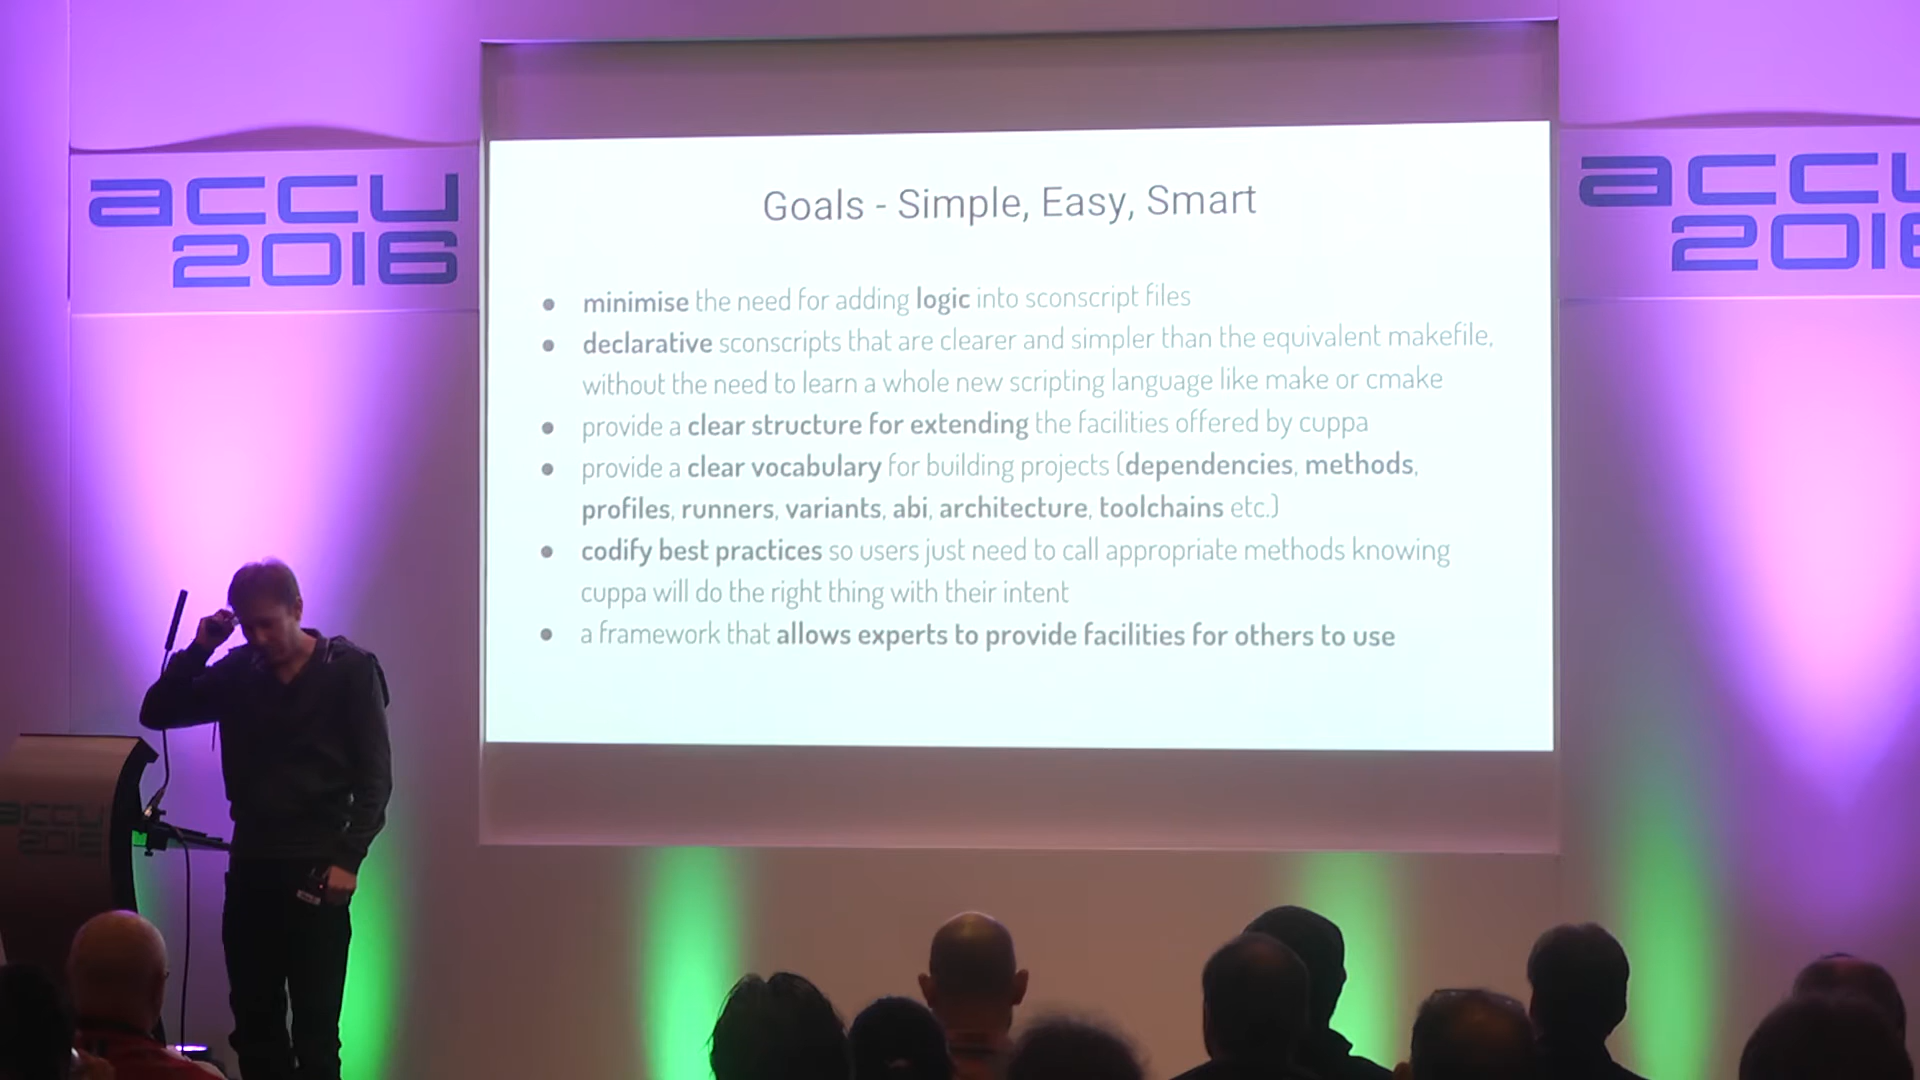 accu
2016
accu
2016
Goals - Simple, Easy, Smart
● minimise the need for adding logic into sconscript files
● declarative sconscripts that are clearer and simpler than the equivalent makefile,
without the need to learn a whole new scripting language like make or cmake
● provide a clear structure for extending the facilities offered by cuppa
● provide a clear vocabulary for building projects (dependencies, methods,
profiles, runners, variants, abi, architecture, toolchains etc.)
● codify best practices so users just need to call appropriate methods knowing
cuppa will do the right thing with their intent
● a framework that allows experts to provide facilities for others to use
accu
2016